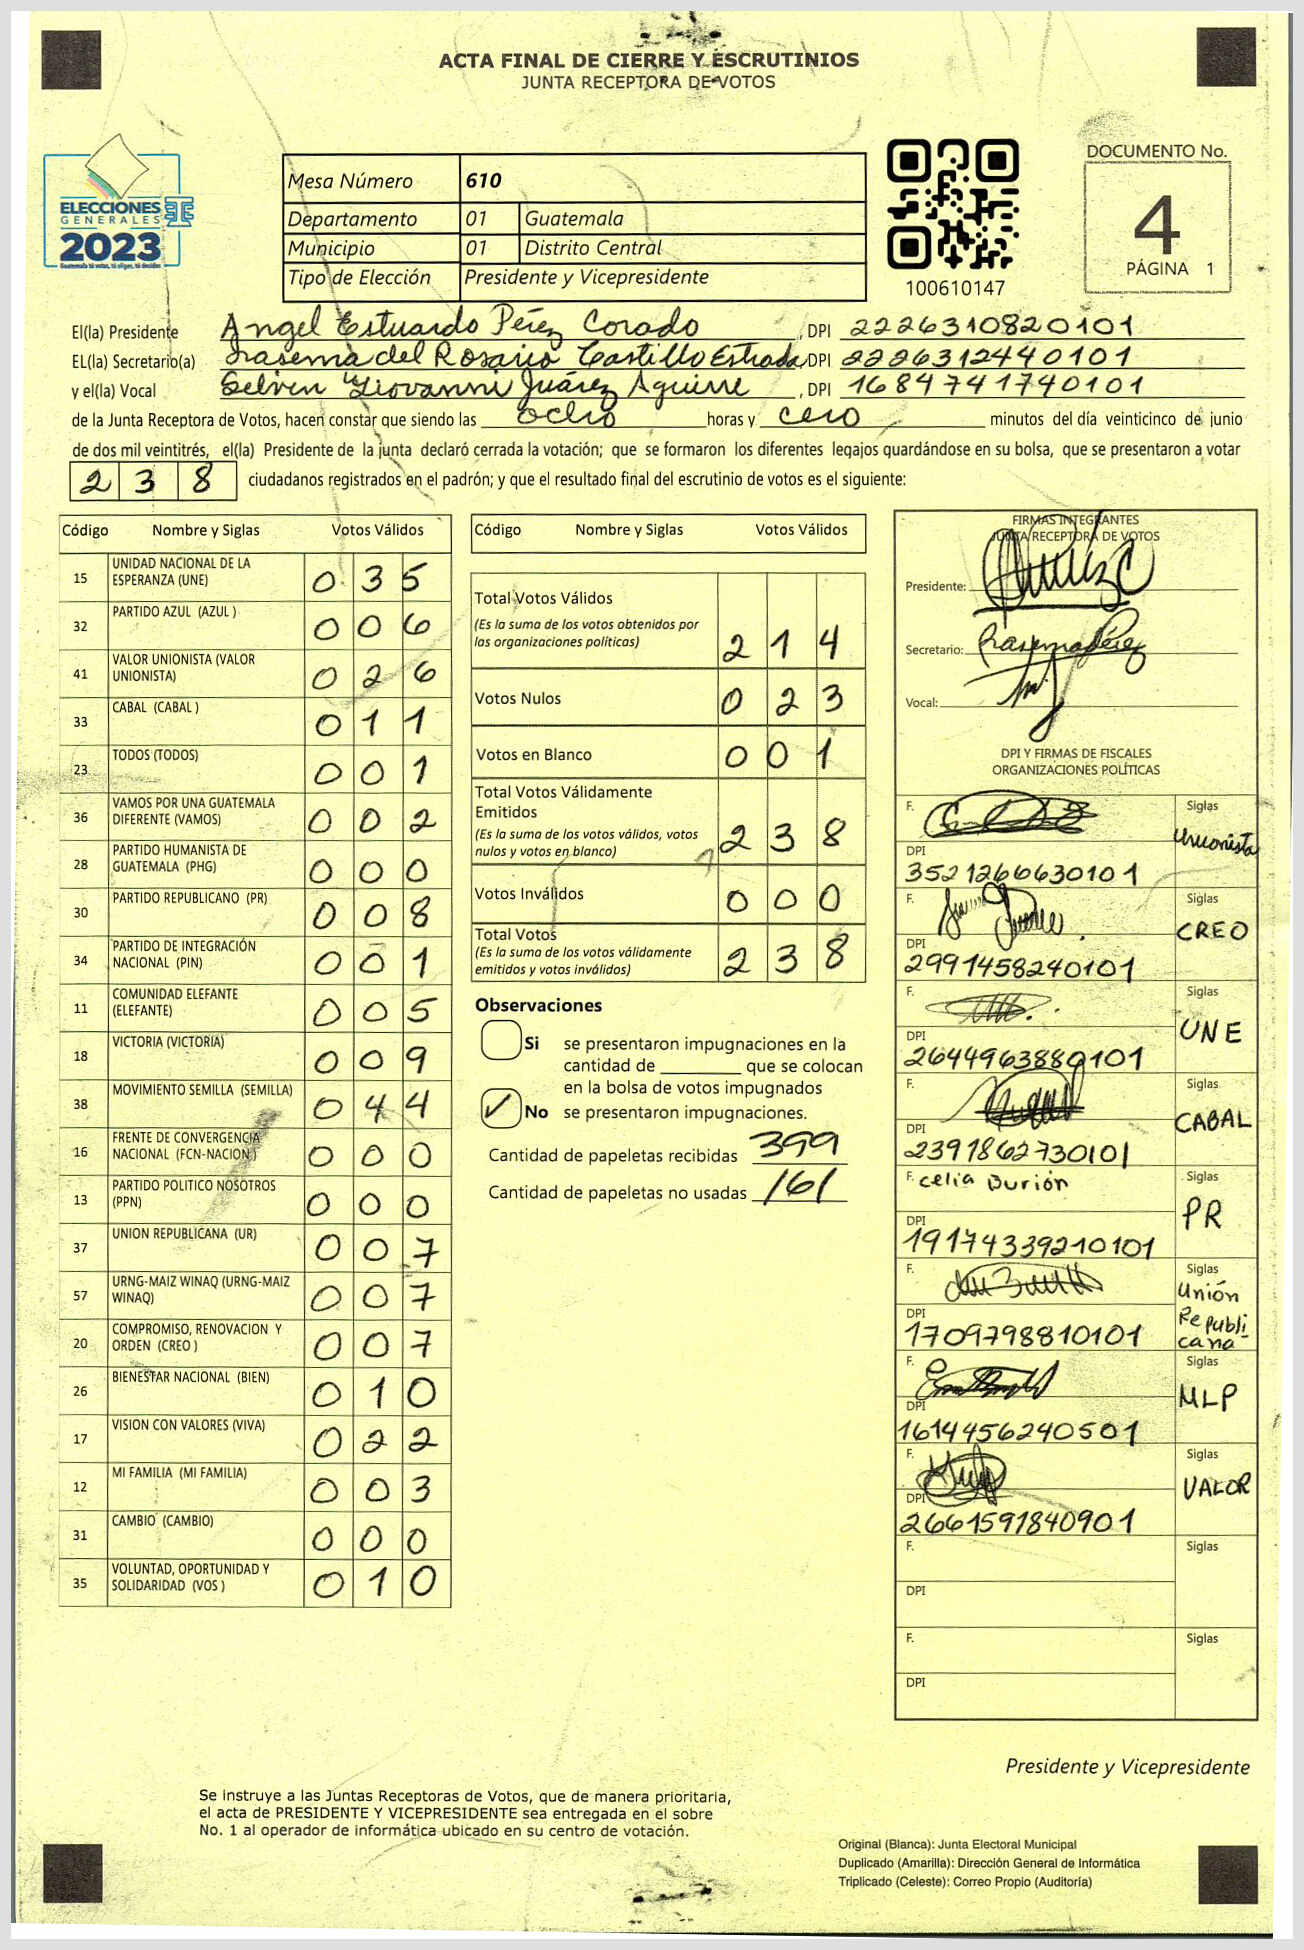 ACTA FINAL DE CIERRE Y ESCRUTINIOS
JUNTA RECEPTORA DE VOTOS
ELECCIONES
GENERALES
2023
Guatemala tú votas, tú eliges, tú decides
Mesa Número 610
Departamento 01 Guatemala
Municipio 01 Distrito Central
Tipo de Elección Presidente y Vicepresidente
100610147
DOCUMENTO No.
4
PÁGINA 1
El(la) Presidente Angel Estuardo Pérez Corado, DPI 2226310820101
EL(la) Secretario(a) Irasema del Rosario Castillo Estrada, DPI 2226312440101
y el(la) Vocal Selvin Giovanni Juárez Aguirre, DPI 1684741740101
de la Junta Receptora de Votos, hacen constar que siendo las ocho horas y cero minutos del día veinticinco de junio
de dos mil veintitrés, el(la) Presidente de la junta declaró cerrada la votación; que se formaron los diferentes legajos guardándose en su bolsa, que se presentaron a votar
2 3 8 ciudadanos registrados en el padrón; y que el resultado final del escrutinio de votos es el siguiente:
Código Nombre y Siglas Votos Válidos
15 UNIDAD NACIONAL DE LA ESPERANZA (UNE) 0 3 5
32 PARTIDO AZUL (AZUL ) 0 0 6
41 VALOR UNIONISTA (VALOR UNIONISTA) 0 2 6
33 CABAL (CABAL ) 0 1 1
23 TODOS (TODOS) 0 0 1
36 VAMOS POR UNA GUATEMALA DIFERENTE (VAMOS) 0 0 2
28 PARTIDO HUMANISTA DE GUATEMALA (PHG) 0 0 0
30 PARTIDO REPUBLICANO (PR) 0 0 8
34 PARTIDO DE INTEGRACIÓN NACIONAL (PIN) 0 0 1
11 COMUNIDAD ELEFANTE (ELEFANTE) 0 0 5
18 VICTORIA (VICTORIA) 0 0 9
38 MOVIMIENTO SEMILLA (SEMILLA) 0 4 4
16 FRENTE DE CONVERGENCIA NACIONAL (FCN-NACION ) 0 0 0
13 PARTIDO POLITICO NOSOTROS (PPN) 0 0 0
37 UNION REPUBLICANA (UR) 0 0 7
57 URNG-MAIZ WINAQ (URNG-MAIZ WINAQ) 0 0 7
20 COMPROMISO, RENOVACION Y ORDEN (CREO ) 0 0 7
26 BIENESTAR NACIONAL (BIEN) 0 1 0
17 VISION CON VALORES (VIVA) 0 2 2
12 MI FAMILIA (MI FAMILIA) 0 0 3
31 CAMBIO (CAMBIO) 0 0 0
35 VOLUNTAD, OPORTUNIDAD Y SOLIDARIDAD (VOS ) 0 1 0
Código Nombre y Siglas Votos Válidos
Total Votos Válidos
(Es la suma de los votos obtenidos por
las organizaciones políticas) 2 1 4
Votos Nulos 0 2 3
Votos en Blanco 0 0 1
Total Votos Válidamente
Emitidos
(Es la suma de los votos válidos, votos
nulos y votos en blanco) 2 3 8
Votos Inválidos 0 0 0
Total Votos
(Es la suma de los votos válidamente
emitidos y votos inválidos) 2 3 8
Observaciones
Si se presentaron impugnaciones en la
cantidad de ________ que se colocan
en la bolsa de votos impugnados
✓ No se presentaron impugnaciones.
Cantidad de papeletas recibidas 399
Cantidad de papeletas no usadas 161
FIRMAS INTEGRANTES
JUNTA RECEPTORA DE VOTOS
Presidente:
Secretario:
Vocal:
DPI Y FIRMAS DE FISCALES
ORGANIZACIONES POLÍTICAS
F. Siglas
Unionista
DPI
3521266630101
F. Siglas
CREO
DPI
2991458240101
F. Siglas
UNE
DPI
2644963880101
F. Siglas
CABAL
DPI
2391862730101
F. Celia Durión Siglas
PR
DPI
19174339210101
F. Siglas
Unión
Republi-
cana
DPI
1709798810101
F. Siglas
MLP
DPI
1614456240501
F. Siglas
VALOR
DPI
2661591840901
F. Siglas
DPI
F. Siglas
DPI
Presidente y Vicepresidente
Se instruye a las Juntas Receptoras de Votos, que de manera prioritaria,
el acta de PRESIDENTE Y VICEPRESIDENTE sea entregada en el sobre
No. 1 al operador de informática ubicado en su centro de votación.
Original (Blanca): Junta Electoral Municipal
Duplicado (Amarilla): Dirección General de Informática
Triplicado (Celeste): Correo Propio (Auditoría)